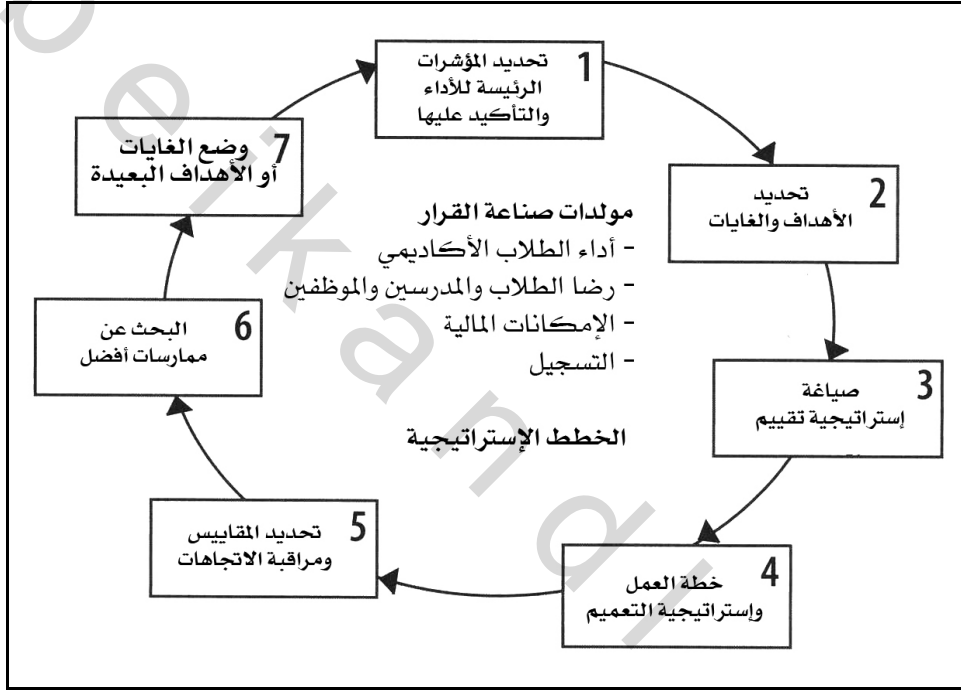 1
تحديد المؤشرات
الرئيسة للأداء
والتأكيد عليها
2
تحديد
الأهداف والغايات
3
صياغة
إستراتيجية تقييم
4
خطة العمل
وإستراتيجية التعميم
5
تحديد المقاييس
ومراقبة الاتجاهات
6
البحث عن
ممارسات أفضل
7
وضع الغايات
أو الأهداف البعيدة
مولدات صناعة القرار
- أداء الطلاب الأكاديمي
- رضا الطلاب والمدرسين والموظفين
- الإمكانات المالية
- التسجيل
الخطط الإستراتيجية